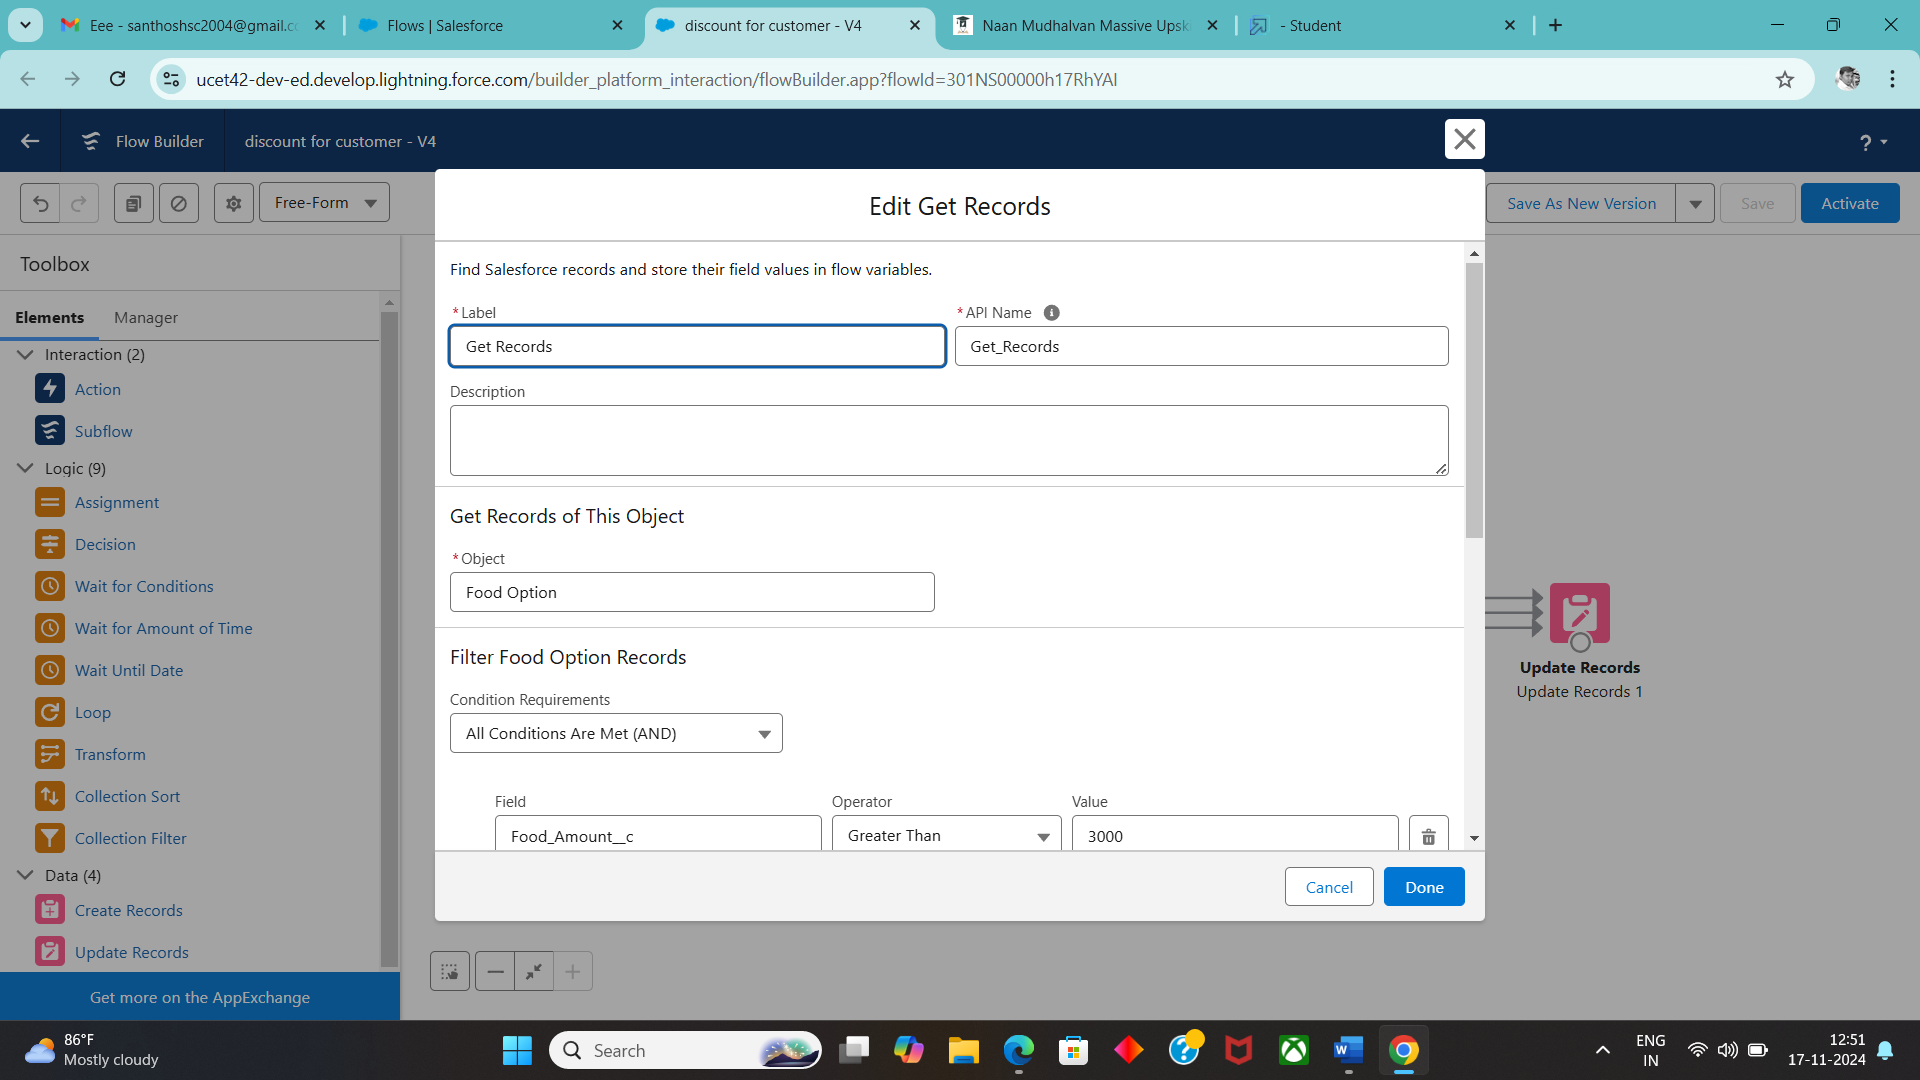 Eee - santhoshsc2004@gmail.cc
Flows | Salesforce
discount for customer - V4
Naan Mudhalvan Massive Upsk
- Student
ucet42-dev-ed.develop.lightning.force.com/builder_platform_interaction/flowBuilder.app?flowId=301NS00000h17RhYAI
Flow Builder
discount for customer - V4
?
Free-Form
Edit Get Records
Save As New Version
Save
Activate
Toolbox
Elements
Manager
Interaction (2)
Action
Subflow
Logic (9)
Assignment
Decision
Wait for Conditions
Wait for Amount of Time
Wait Until Date
Loop
Transform
Collection Sort
Collection Filter
Data (4)
Create Records
Update Records
Get more on the AppExchange
Find Salesforce records and store their field values in flow variables.
*Label
*API Name
Get Records
Get_Records
Description
Get Records of This Object
*Object
Food Option
Filter Food Option Records
Condition Requirements
All Conditions Are Met (AND)
Field
Operator
Value
Food_Amount__c
Greater Than
3000
Cancel
Done
Update Records
Update Records 1
86°F
Mostly cloudy
Search
ENG
IN
12:51
17-11-2024